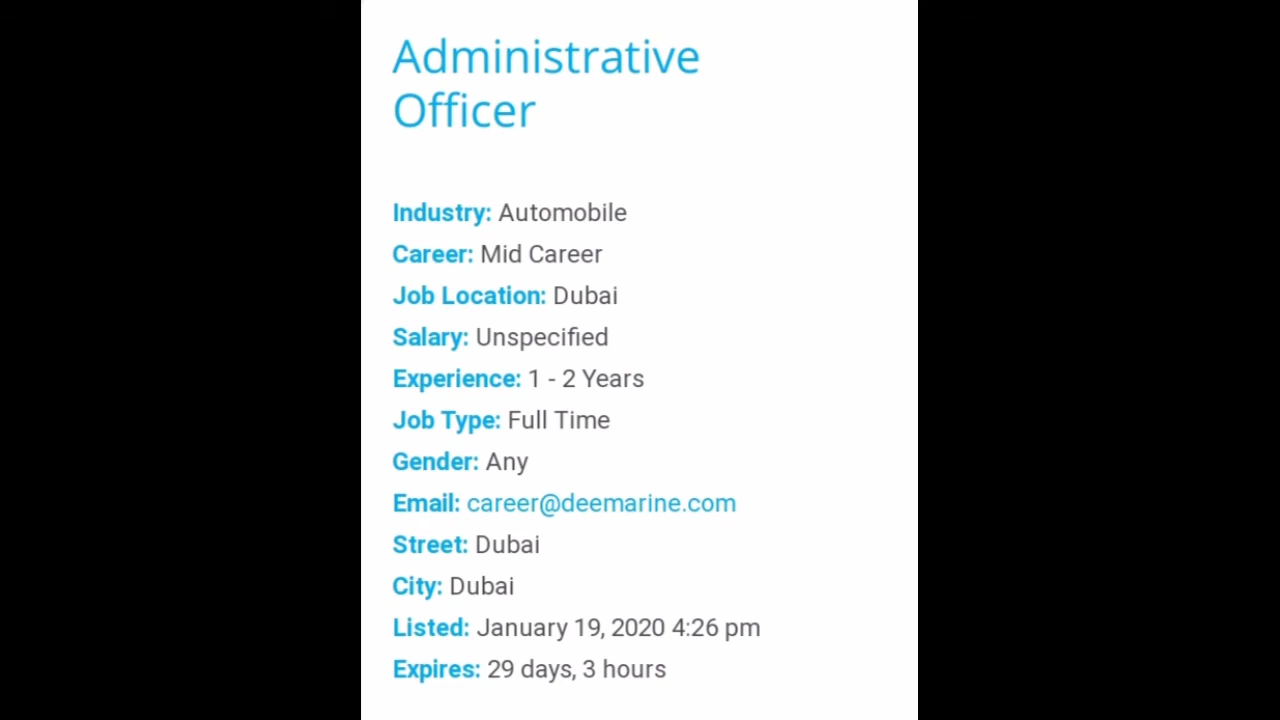 Administrative
Officer
Industry: Automobile
Career: Mid Career
Job Location: Dubai
Salary: Unspecified
Experience: 1 - 2 Years
Job Type: Full Time
Gender: Any
Email: career@deemarine.com
Street: Dubai
City: Dubai
Listed: January 19, 2020 4:26 pm
Expires: 29 days, 3 hours